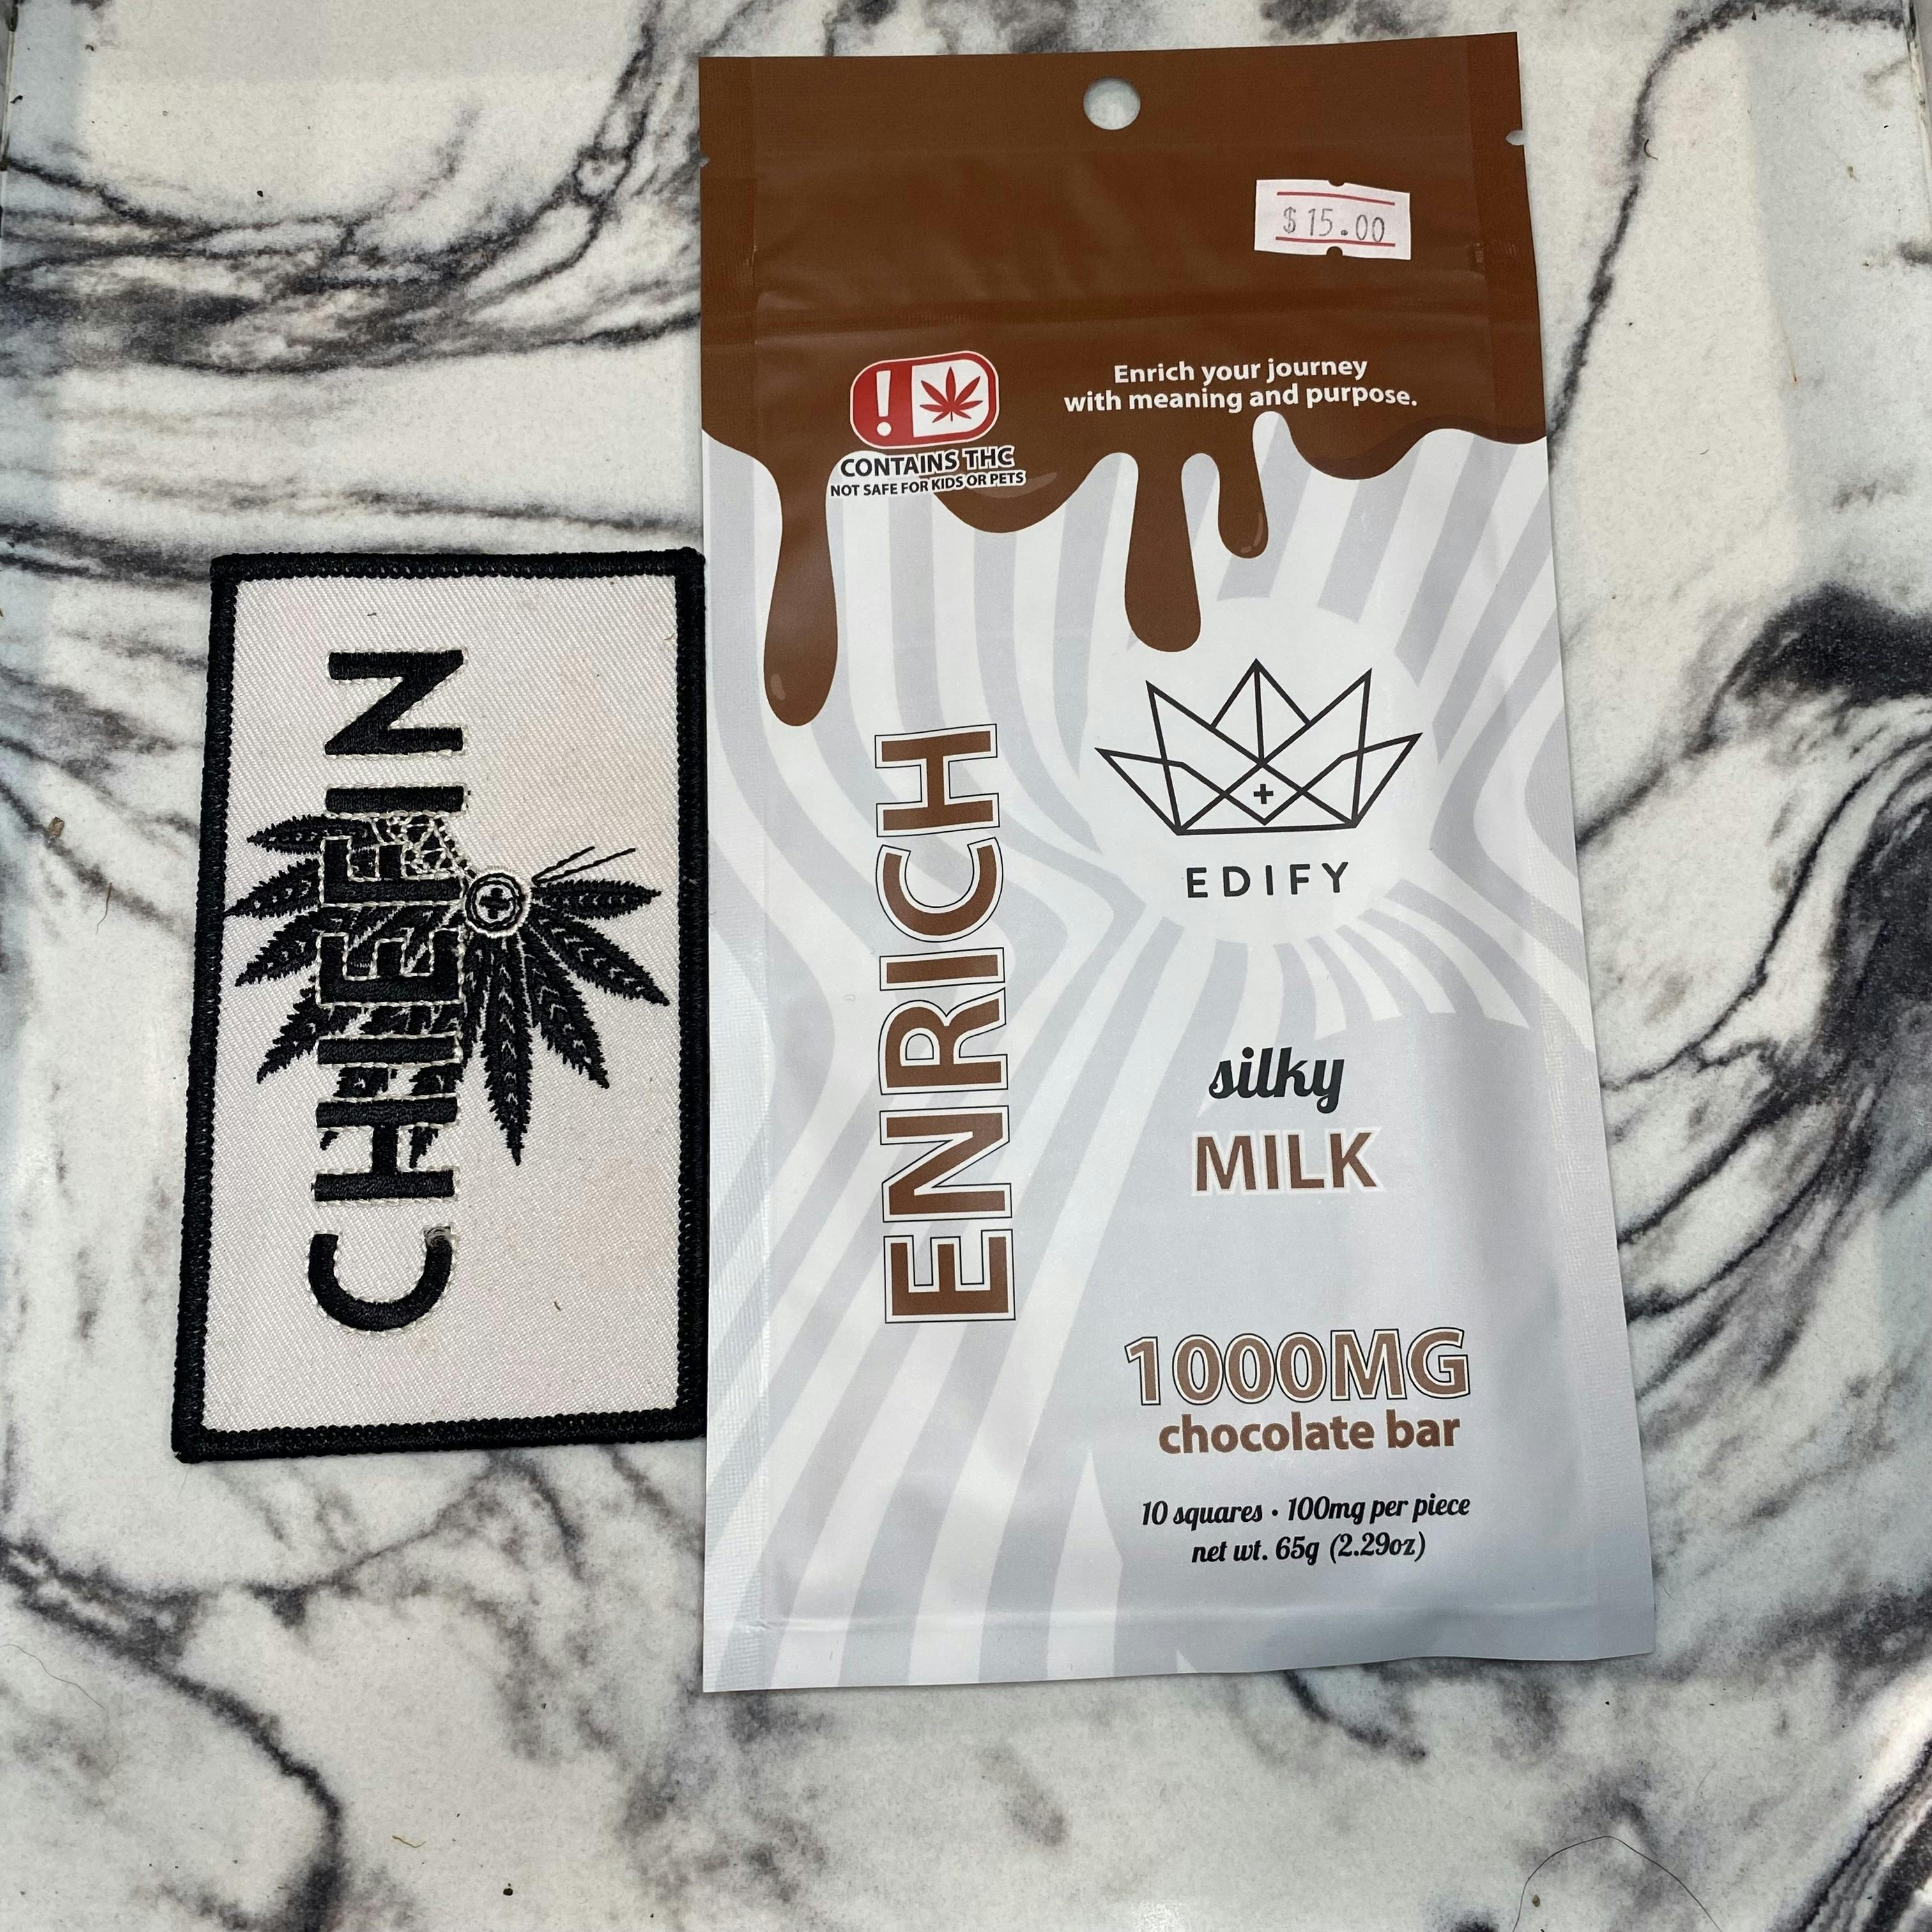 CHIEFIN
$15.00
Enrich your journey
with meaning and purpose.
!
CONTAINS THC
NOT SAFE FOR KIDS OR PETS
ENRICH
EDIFY
silky
MILK
1000MG
chocolate bar
10 squares • 100mg per piece
net wt. 65g (2.29oz)